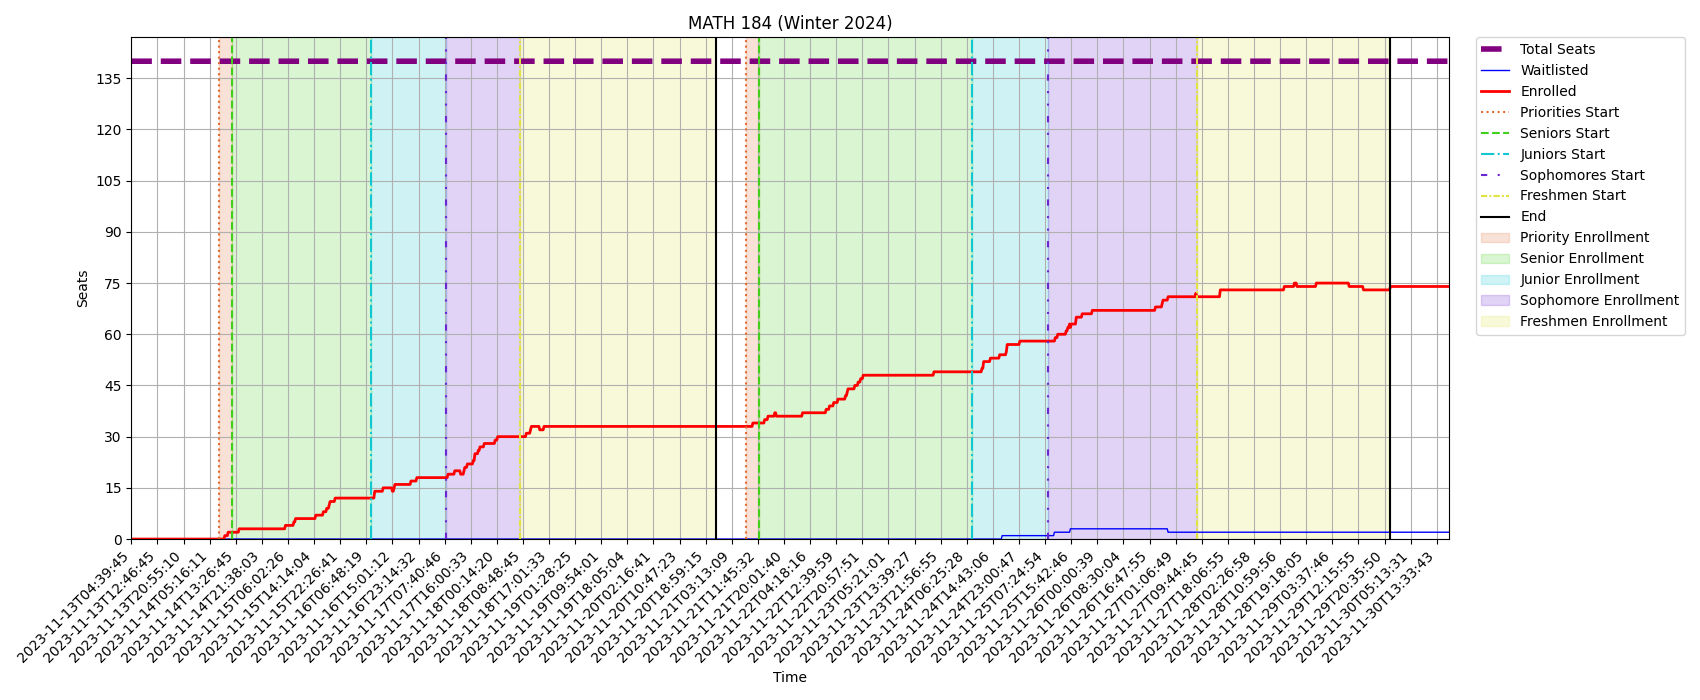 MATH 184 (Winter 2024)
Seats
135
120
105
90
75
60
45
30
15
0
2023-11-13T04:39:45
2023-11-13T12:46:45
2023-11-13T20:55:10
2023-11-14T05:16:11
2023-11-14T13:26:45
2023-11-14T21:38:03
2023-11-15T06:02:26
2023-11-15T14:14:04
2023-11-15T22:26:41
2023-11-16T06:48:19
2023-11-16T15:01:12
2023-11-16T23:14:32
2023-11-17T07:40:46
2023-11-17T16:00:33
2023-11-18T00:14:20
2023-11-18T08:48:45
2023-11-18T17:01:33
2023-11-19T01:28:25
2023-11-19T09:54:01
2023-11-19T18:05:04
2023-11-20T02:16:41
2023-11-20T10:47:23
2023-11-20T18:59:15
2023-11-21T03:13:09
2023-11-21T11:45:32
2023-11-21T20:01:40
2023-11-22T04:18:16
2023-11-22T12:39:59
2023-11-22T20:57:51
2023-11-23T05:21:01
2023-11-23T13:39:27
2023-11-23T21:56:55
2023-11-24T06:25:28
2023-11-24T14:43:06
2023-11-24T23:00:47
2023-11-25T07:24:54
2023-11-25T15:42:46
2023-11-26T00:00:39
2023-11-26T08:30:04
2023-11-26T16:47:55
2023-11-27T01:06:49
2023-11-27T09:44:45
2023-11-27T18:06:55
2023-11-28T02:26:58
2023-11-28T10:59:56
2023-11-28T19:18:05
2023-11-29T03:37:46
2023-11-29T12:15:55
2023-11-29T20:35:50
2023-11-30T05:13:31
2023-11-30T13:33:43
Time
Total Seats
Waitlisted
Enrolled
Priorities Start
Seniors Start
Juniors Start
Sophomores Start
Freshmen Start
End
Priority Enrollment
Senior Enrollment
Junior Enrollment
Sophomore Enrollment
Freshmen Enrollment